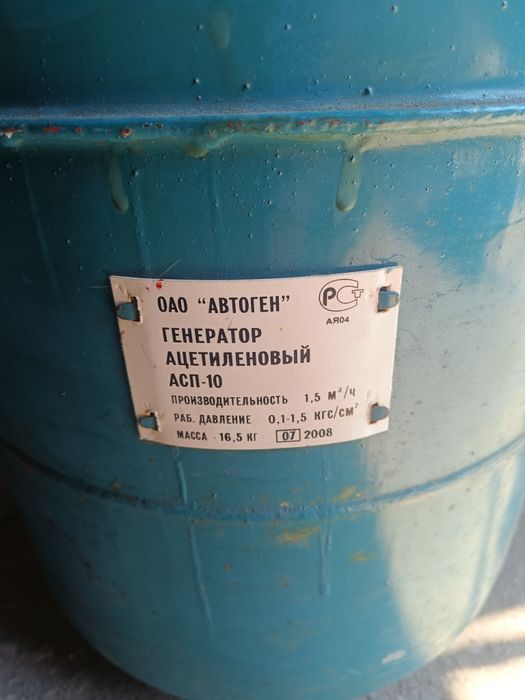 ОАО "АВТОГЕН"
РСТ
АЯ04
ГЕНЕРАТОР
АЦЕТИЛЕНОВЫЙ
АСП-10
ПРОИЗВОДИТЕЛЬНОСТЬ 1,5 М³/Ч
РАБ. ДАВЛЕНИЕ 0,1-1,5 КГС/СМ²
МАССА - 16,5 КГ 07 2008